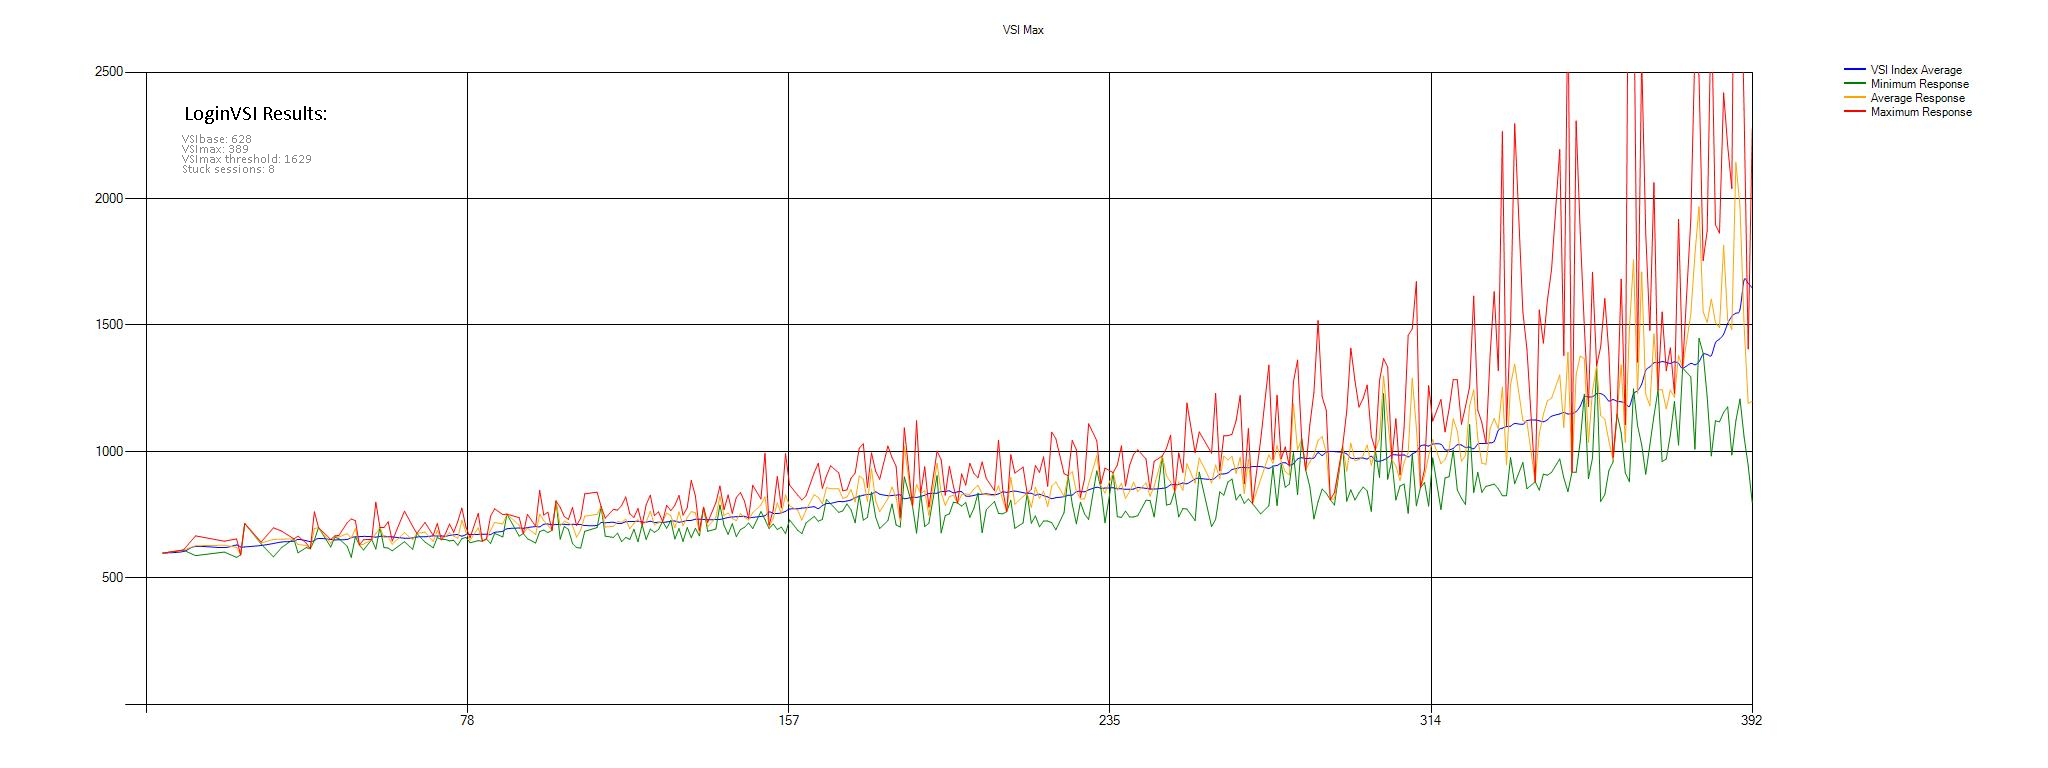 VSI Max
2500
2000
1500
1000
500
LoginVSI Results:
VSIbase: 628
VSImax: 389
VSImax threshold: 1629
Stuck sessions: 8
VSI Index Average
Minimum Response
Average Response
Maximum Response
78
157
235
314
392